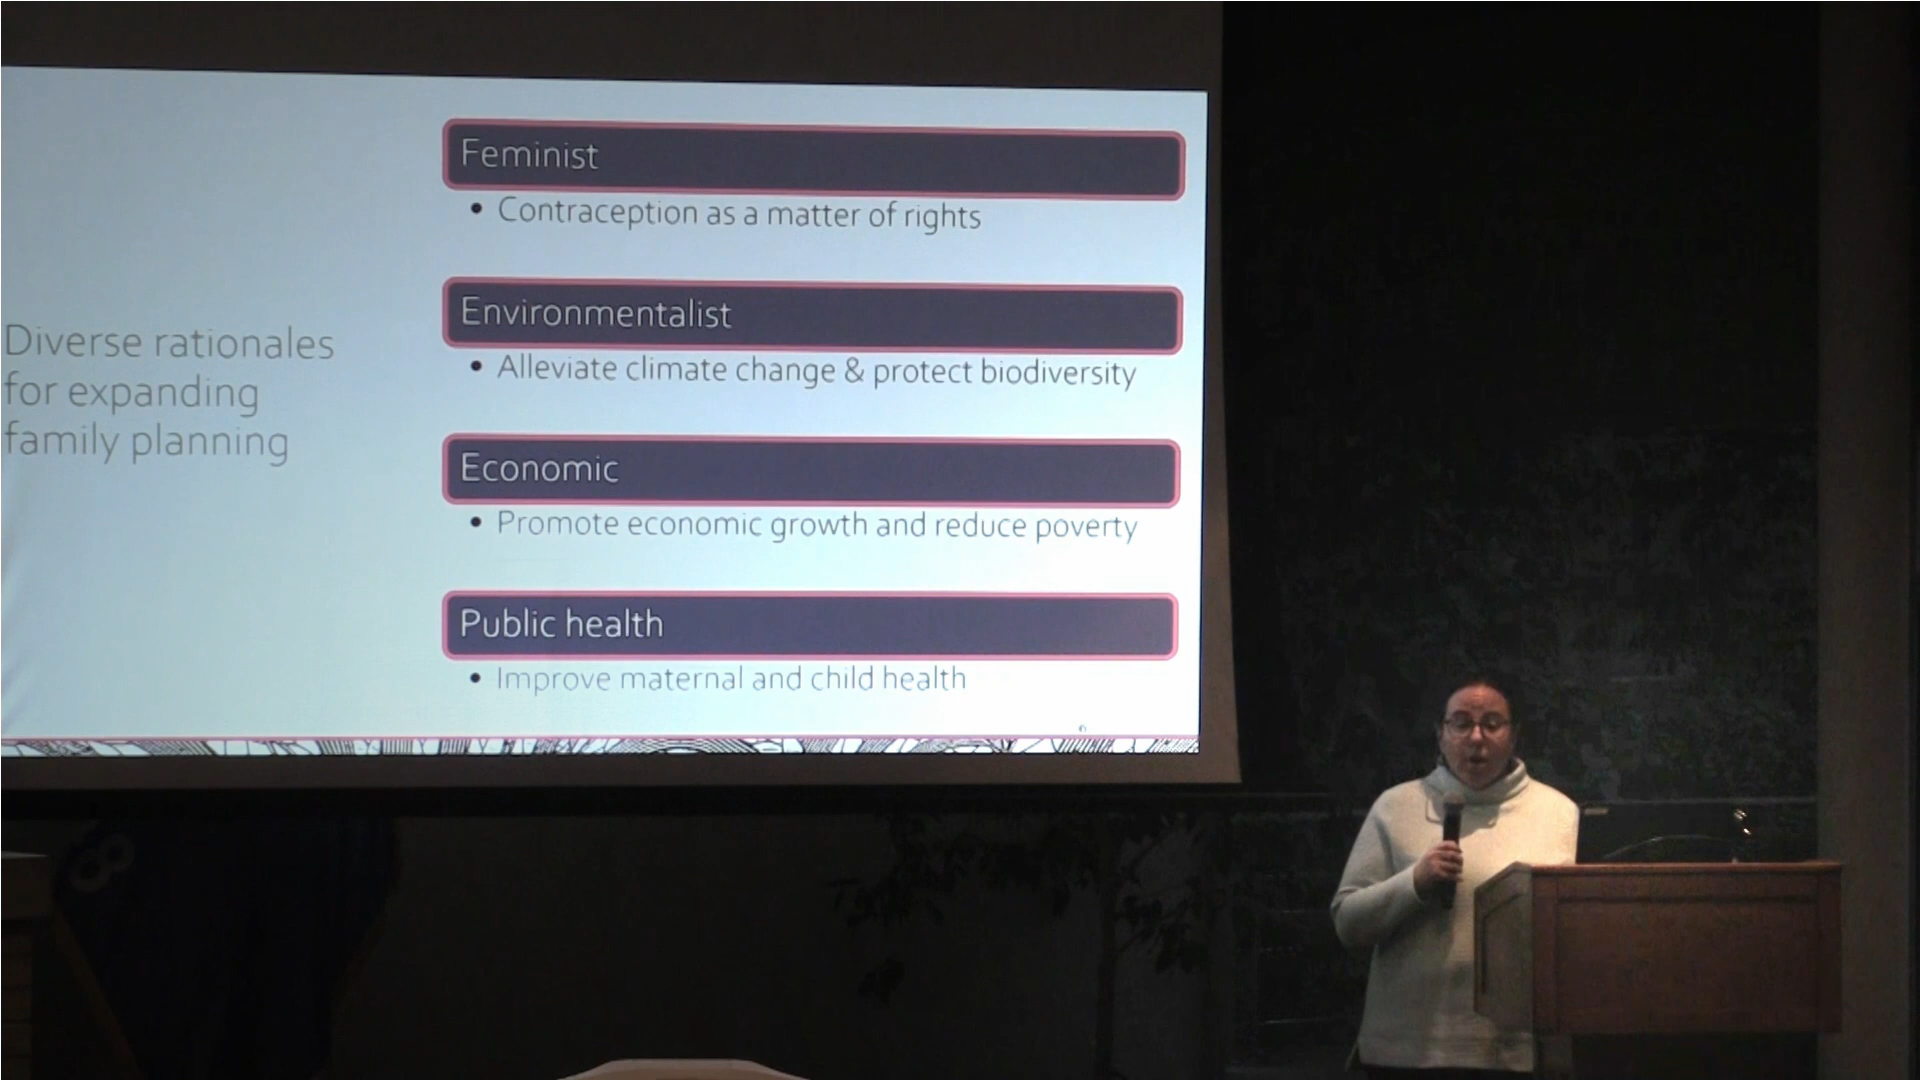 Diverse rationales
for expanding
family planning
Feminist
• Contraception as a matter of rights
Environmentalist
• Alleviate climate change & protect biodiversity
Economic
• Promote economic growth and reduce poverty
Public health
• Improve maternal and child health